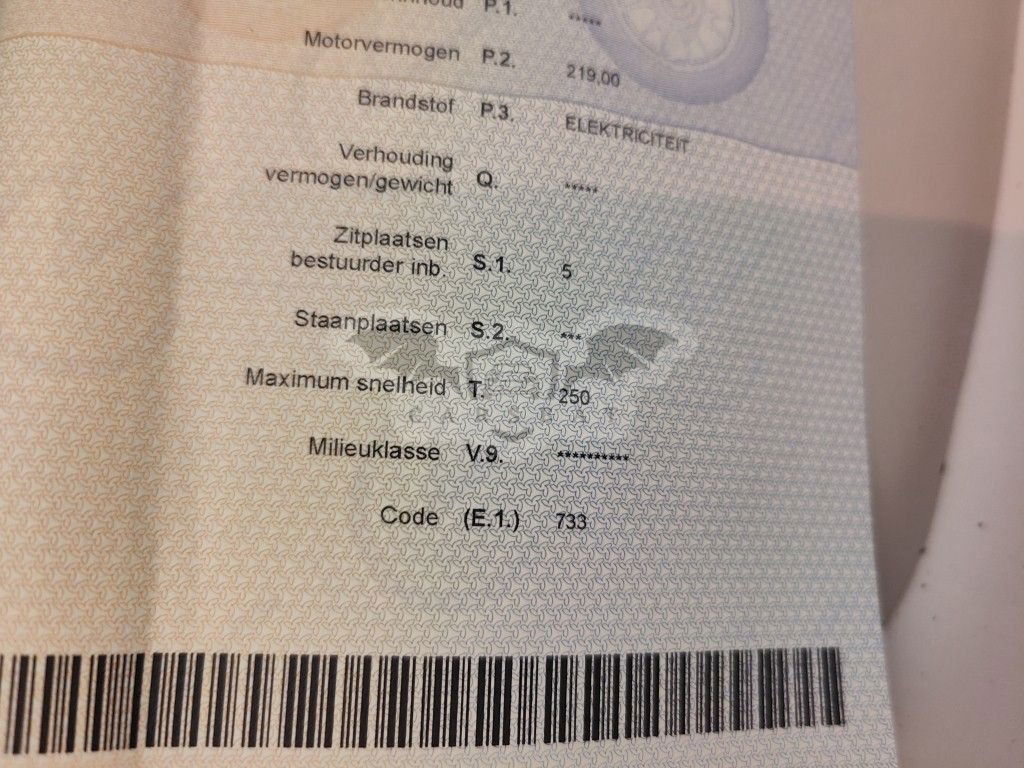 P.1. *****
Motorvermogen P.2. 219.00
Brandstof P.3. ELEKTRICITEIT
Verhouding
vermogen/gewicht Q. *****
Zitplaatsen
bestuurder inb. S.1. 5
Staanplaatsen S.2. ***
Maximum snelheid T. 250
Milieuklasse V.9. **********
Code (E.1.) 733